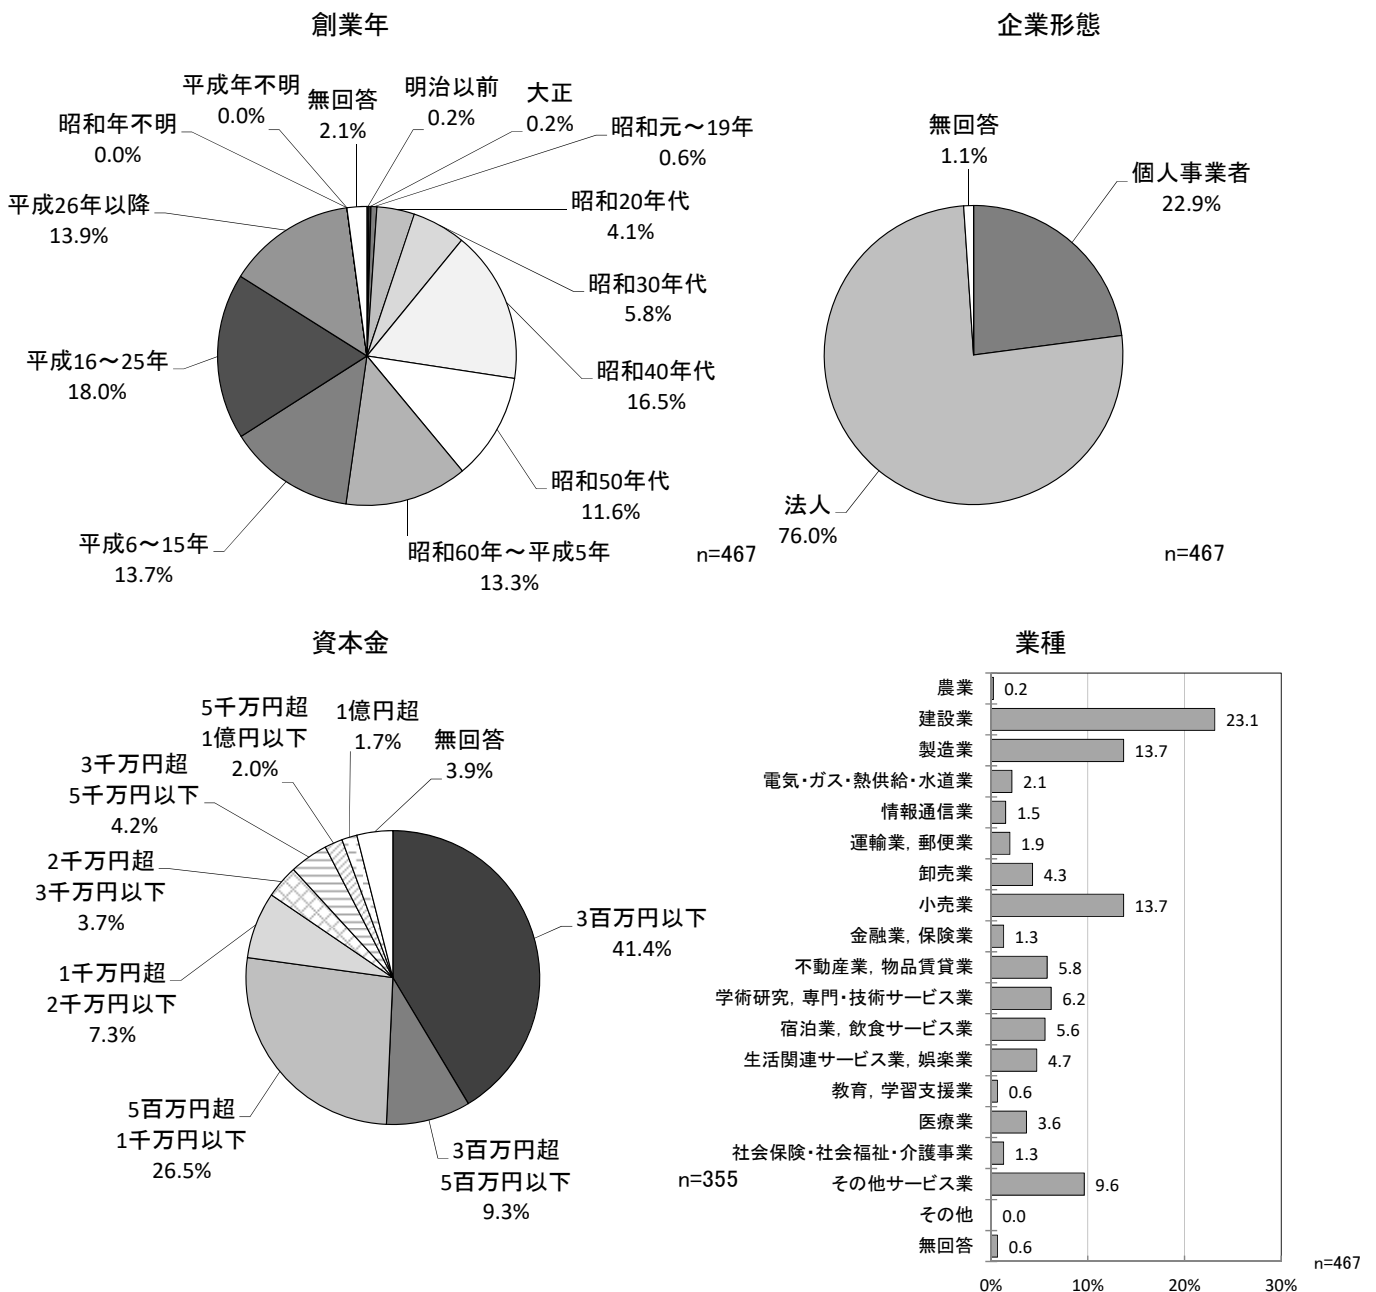 創業年
平成年不明
0.0%
無回答
2.1%
明治以前
0.2%
大正
0.2%
昭和年不明
0.0%
昭和元～19年
0.6%
平成26年以降
13.9%
昭和20年代
4.1%
昭和30年代
5.8%
平成16～25年
18.0%
昭和40年代
16.5%
昭和50年代
11.6%
平成6～15年
13.7%
昭和60年～平成5年
13.3%
n=467
企業形態
無回答
1.1%
個人事業者
22.9%
法人
76.0%
n=467
資本金
5千万円超
1億円以下
2.0%
1億円超
1.7%
無回答
3.9%
3千万円超
5千万円以下
4.2%
2千万円超
3千万円以下
3.7%
3百万円以下
41.4%
1千万円超
2千万円以下
7.3%
5百万円超
1千万円以下
26.5%
3百万円超
5百万円以下
9.3%
n=355
業種
農業 0.2
建設業 23.1
製造業 13.7
電気・ガス・熱供給・水道業 2.1
情報通信業 1.5
運輸業, 郵便業 1.9
卸売業 4.3
小売業 13.7
金融業, 保険業 1.3
不動産業, 物品賃貸業 5.8
学術研究, 専門・技術サービス業 6.2
宿泊業, 飲食サービス業 5.6
生活関連サービス業, 娯楽業 4.7
教育, 学習支援業 0.6
医療業 3.6
社会保険・社会福祉・介護事業 1.3
その他サービス業 9.6
その他 0.0
無回答 0.6
n=467
0% 10% 20% 30%